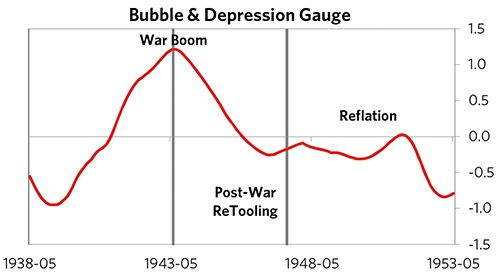 Bubble & Depression Gauge
War Boom
1.5
1.0
0.5
Reflation
0.0
-0.5
Post-War
ReTooling
-1.0
-1.5
1938-05
1943-05
1948-05
1953-05